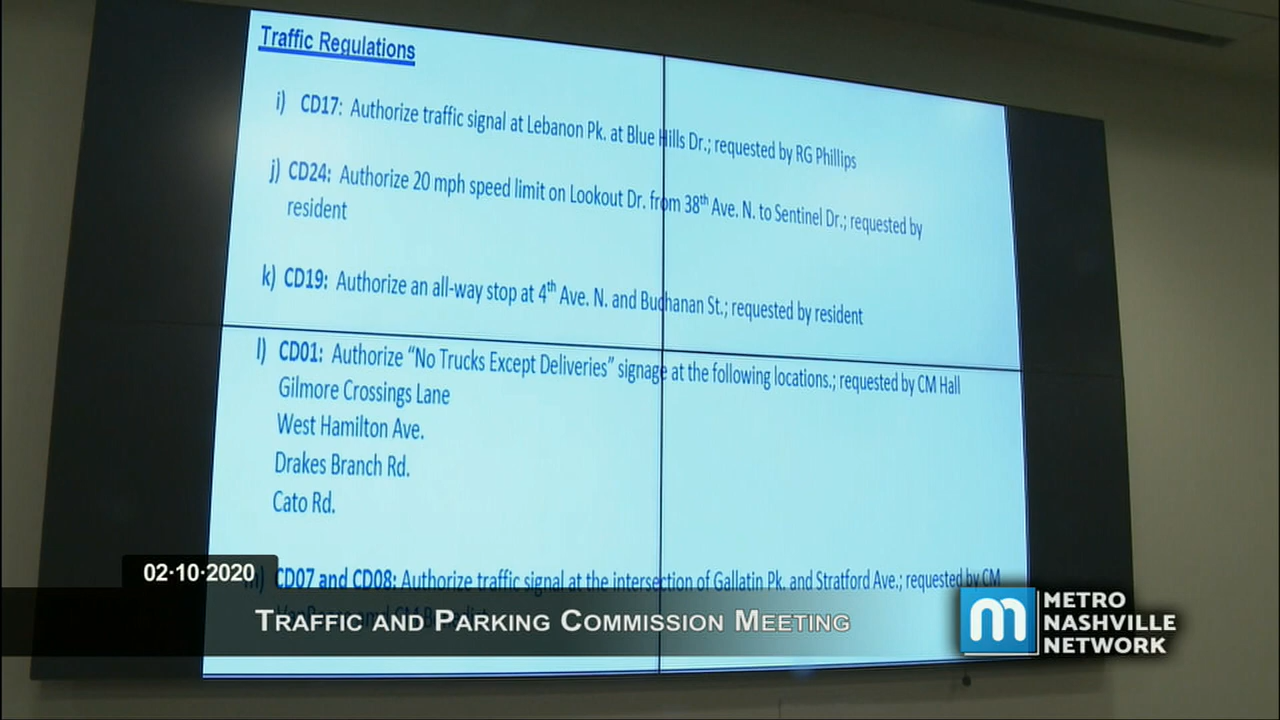 Traffic Regulations
i) CD17: Authorize traffic signal at Lebanon Pk. at Blue Hills Dr.; requested by RG Phillips
j) CD24: Authorize 20 mph speed limit on Lookout Dr. from 38th Ave. N. to Sentinel Dr.; requested by
resident
k) CD19: Authorize an all-way stop at 4th Ave. N. and Buchanan St.; requested by resident
l) CD01: Authorize “No Trucks Except Deliveries” signage at the following locations.; requested by CM Hall
Gilmore Crossings Lane
West Hamilton Ave.
Drakes Branch Rd.
Cato Rd.
CD07 and CD08: Authorize traffic signal at the intersection of Gallatin Pk. and Stratford Ave.; requested by CM
02·10·2020
TRAFFIC AND PARKING COMMISSION MEETING
m METRO
NASHVILLE
NETWORK